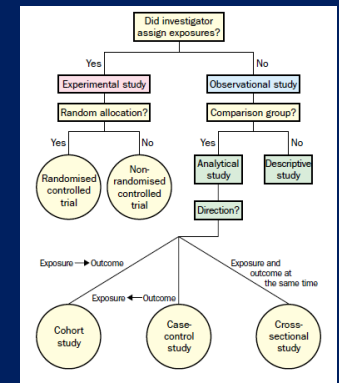 Did investigator
assign exposures?
Yes
No
Experimental study
Observational study
Random allocation?
Comparison group?
Yes
No
Yes
No
Randomised
controlled
trial
Non-
randomised
controlled
trial
Analytical
study
Descriptive
study
Direction?
Exposure → Outcome
Exposure and
outcome at
the same time
Exposure ← Outcome
Cohort
study
Case-
control
study
Cross-
sectional
study